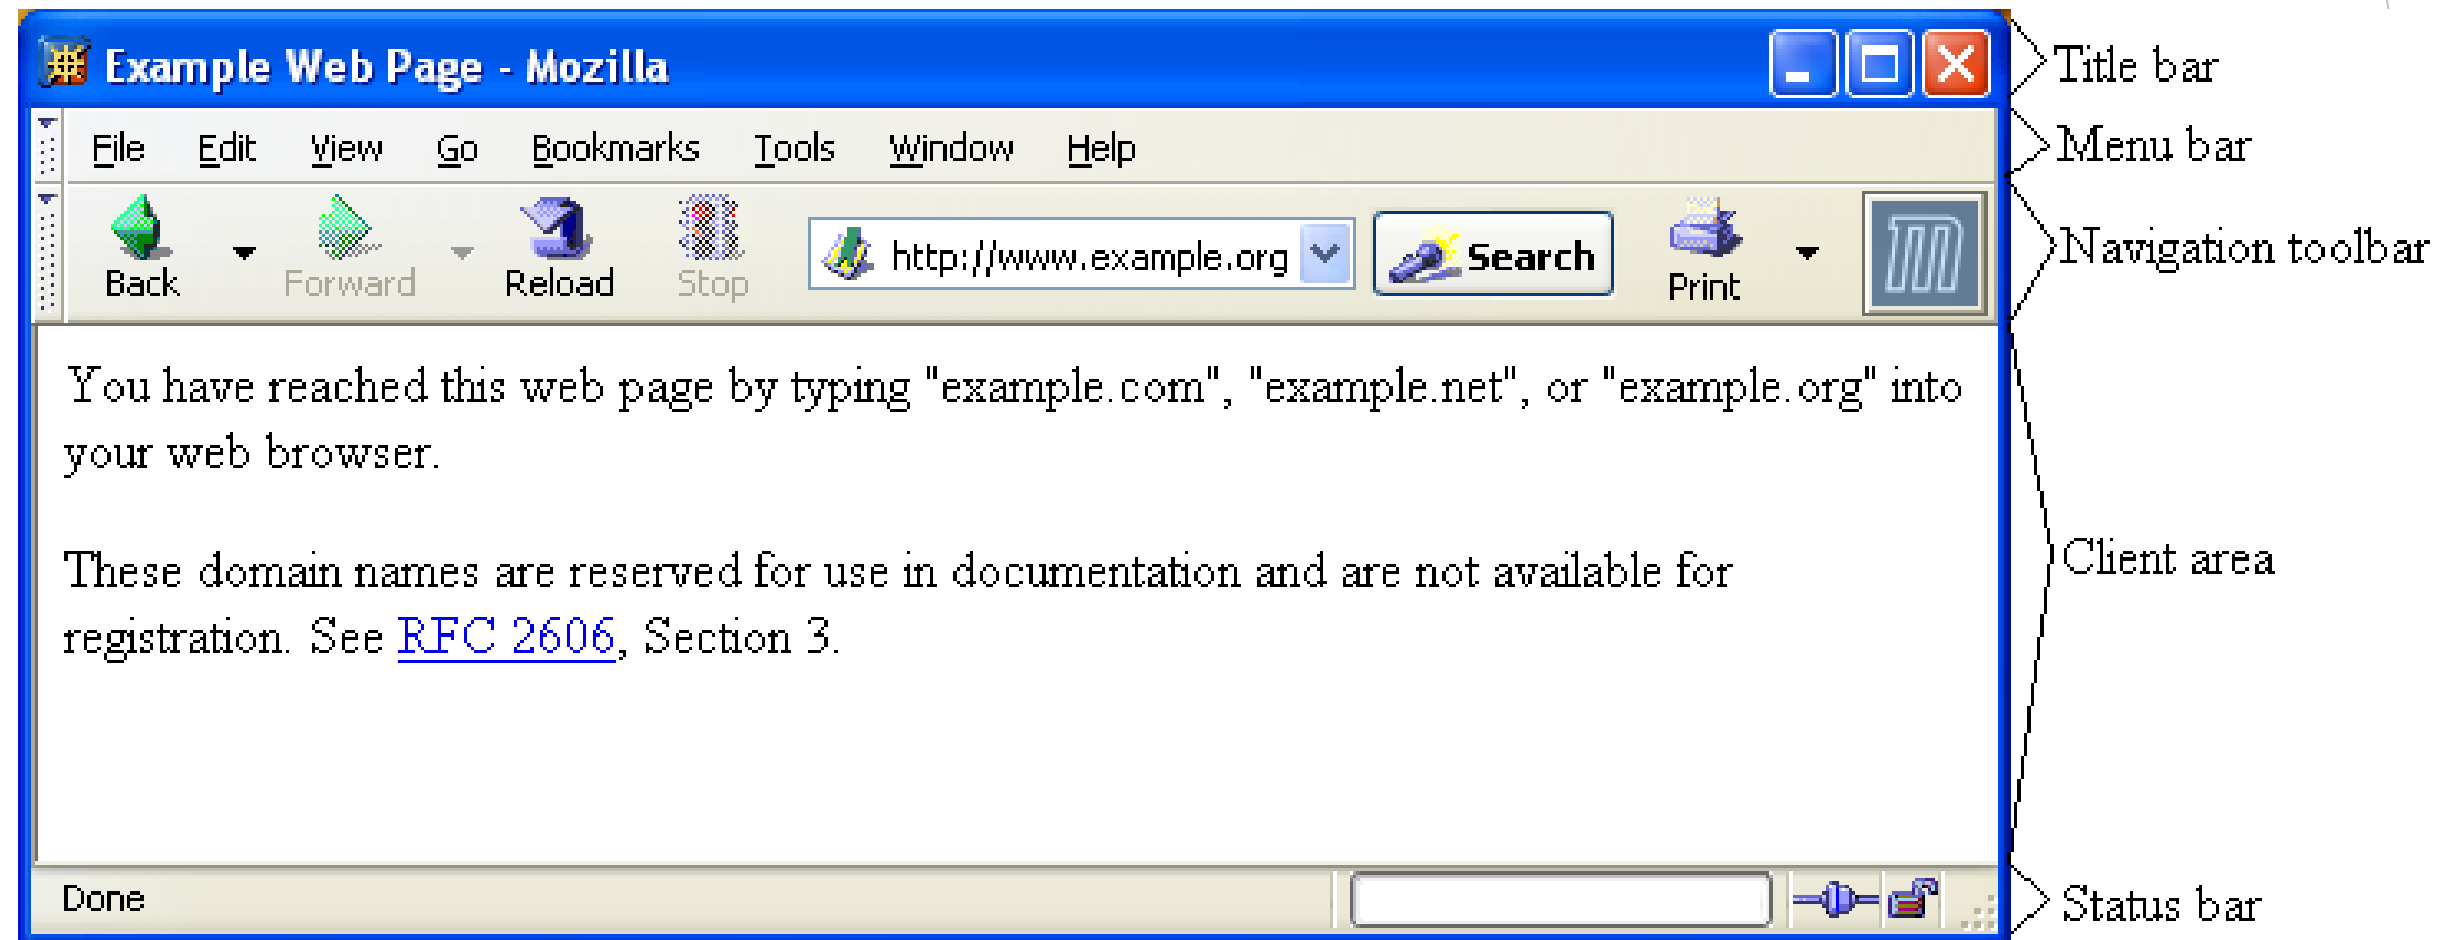 Example Web Page - Mozilla
Title bar
File Edit View Go Bookmarks Tools Window Help
Menu bar
Back Forward Reload Stop http://www.example.org Search Print
Navigation toolbar
You have reached this web page by typing "example.com", "example.net", or "example.org" into
your web browser.
These domain names are reserved for use in documentation and are not available for
registration. See RFC 2606, Section 3.
Client area
Done
Status bar